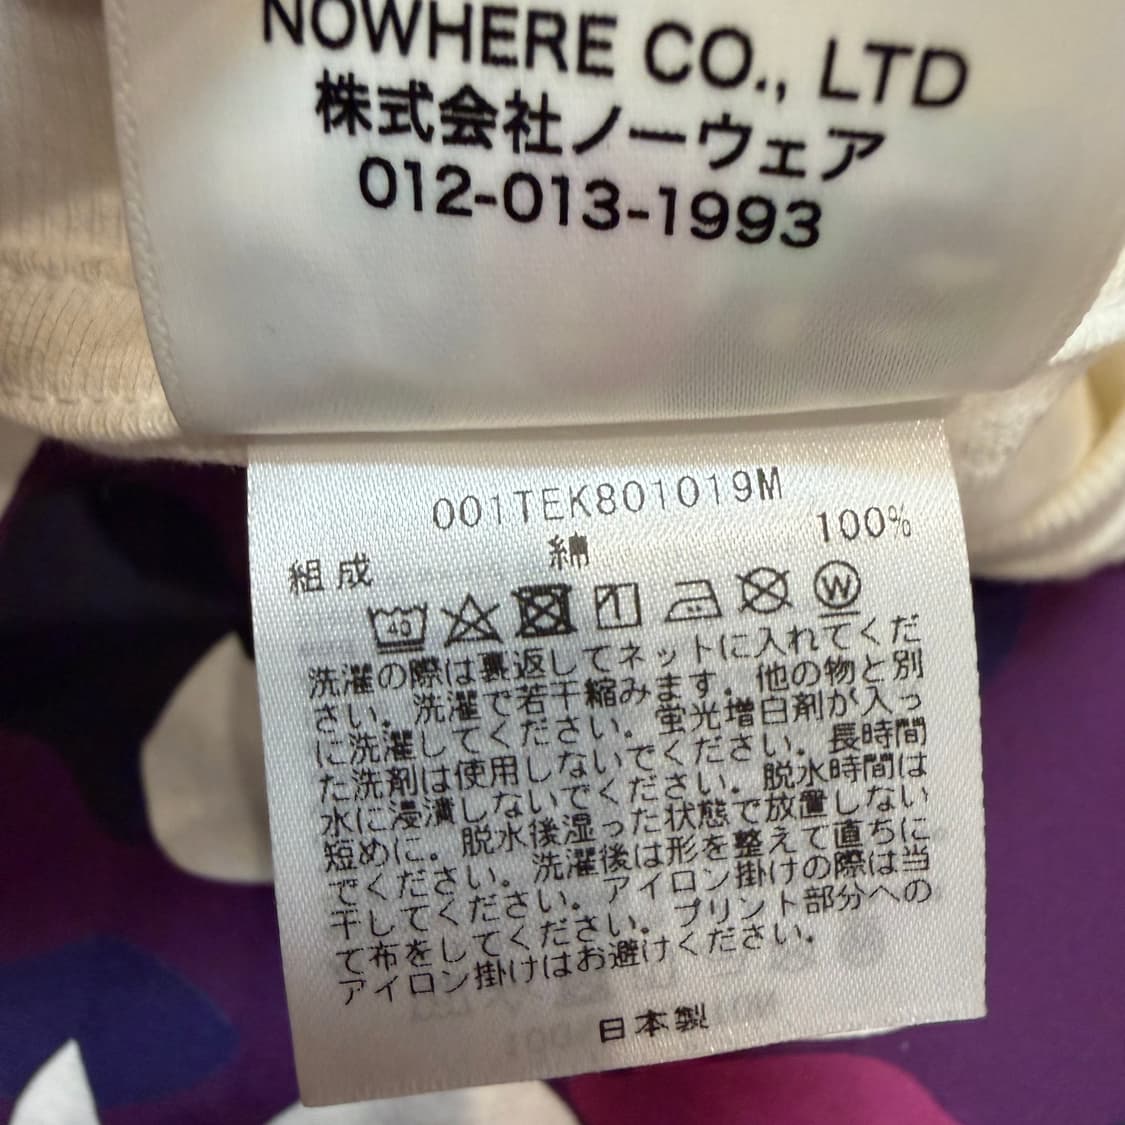 NOWHERE CO., LTD
株式会社ノーウェア
012-013-1993
001TEK801019M
組成 綿 100%
40 W
洗濯の際は裏返してネットに入れてくだ
さい。洗濯で若干縮みます。他の物と別
に洗濯してください。蛍光増白剤が入っ
た洗剤は使用しないでください。長時間
水に浸漬しないでください。脱水時間は
短めに。脱水後湿った状態で放置しない
でください。洗濯後は形を整えて直ちに
干してください。アイロン掛けの際は当
て布をしてください。プリント部分への
アイロン掛けはお避けください。
日本製